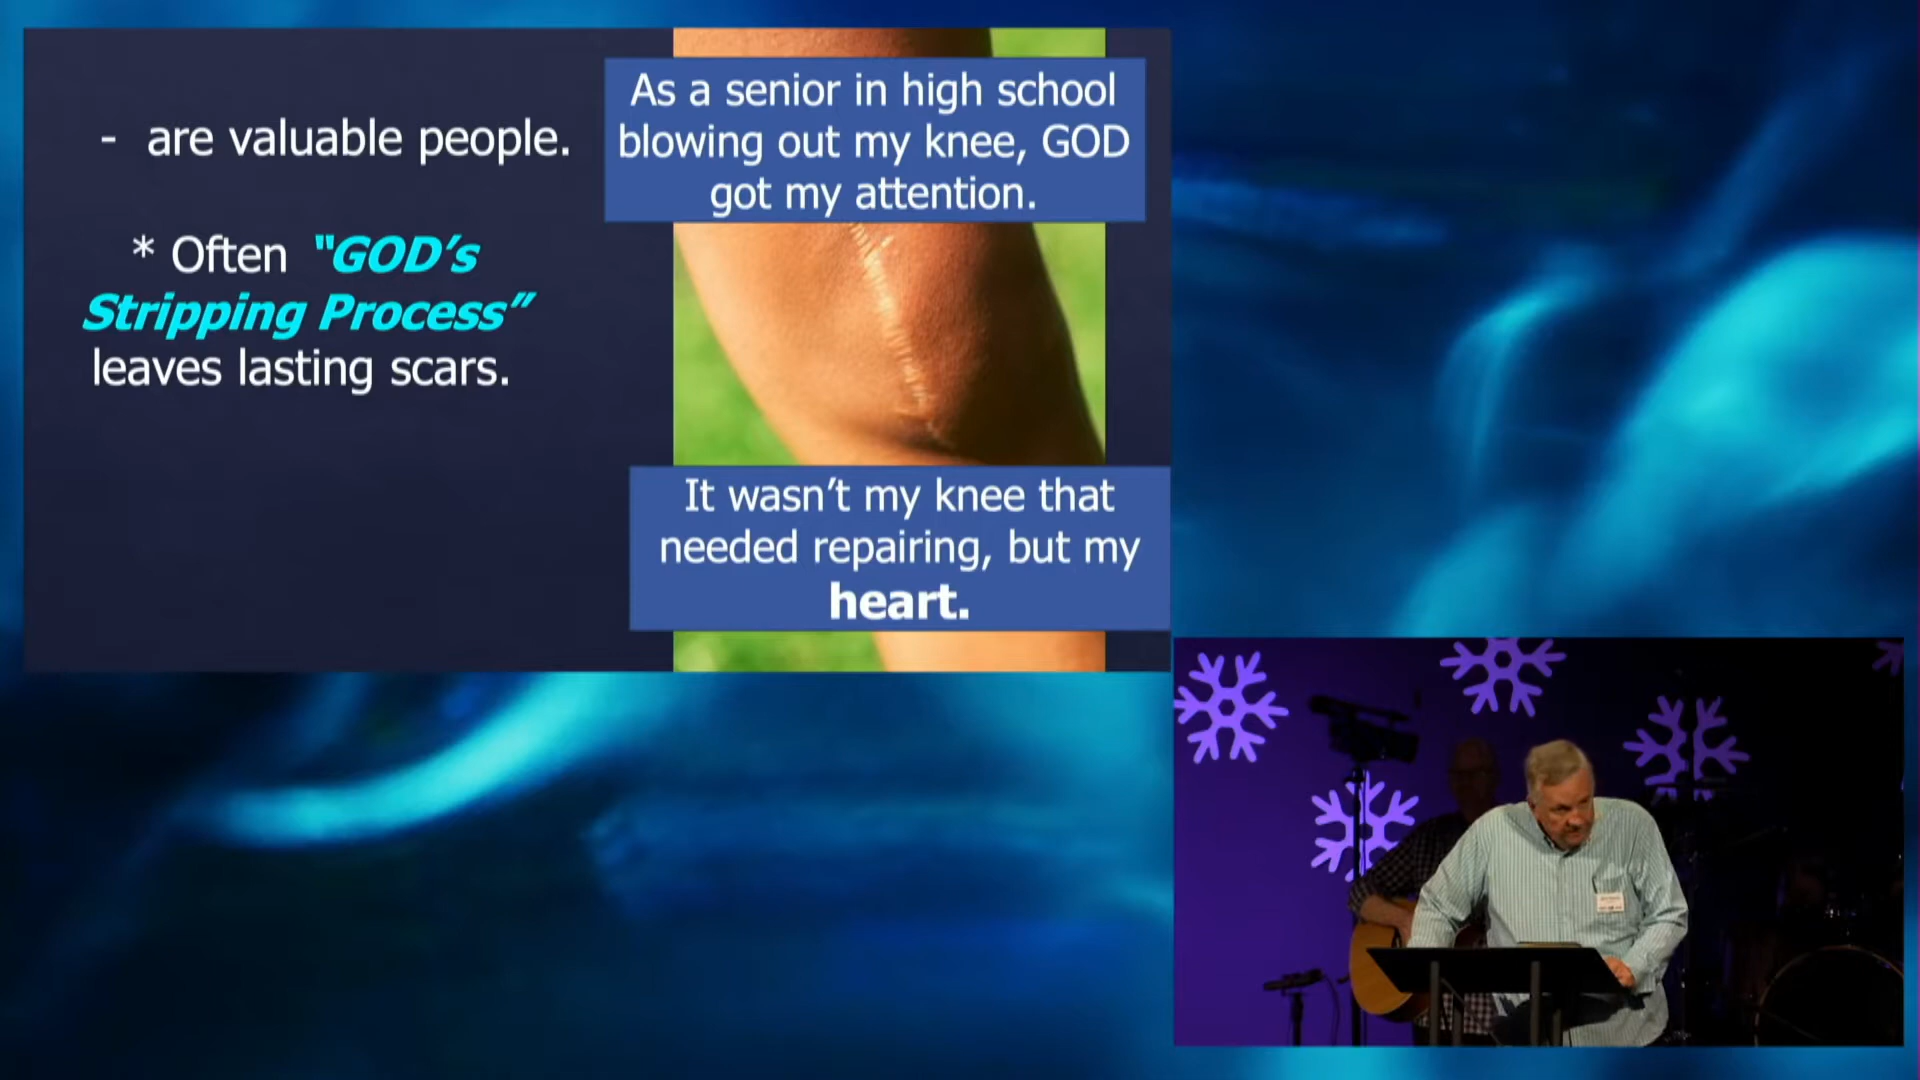 - are valuable people.
* Often “GOD’s
Stripping Process”
leaves lasting scars.
As a senior in high school
blowing out my knee, GOD
got my attention.
It wasn’t my knee that
needed repairing, but my
heart.